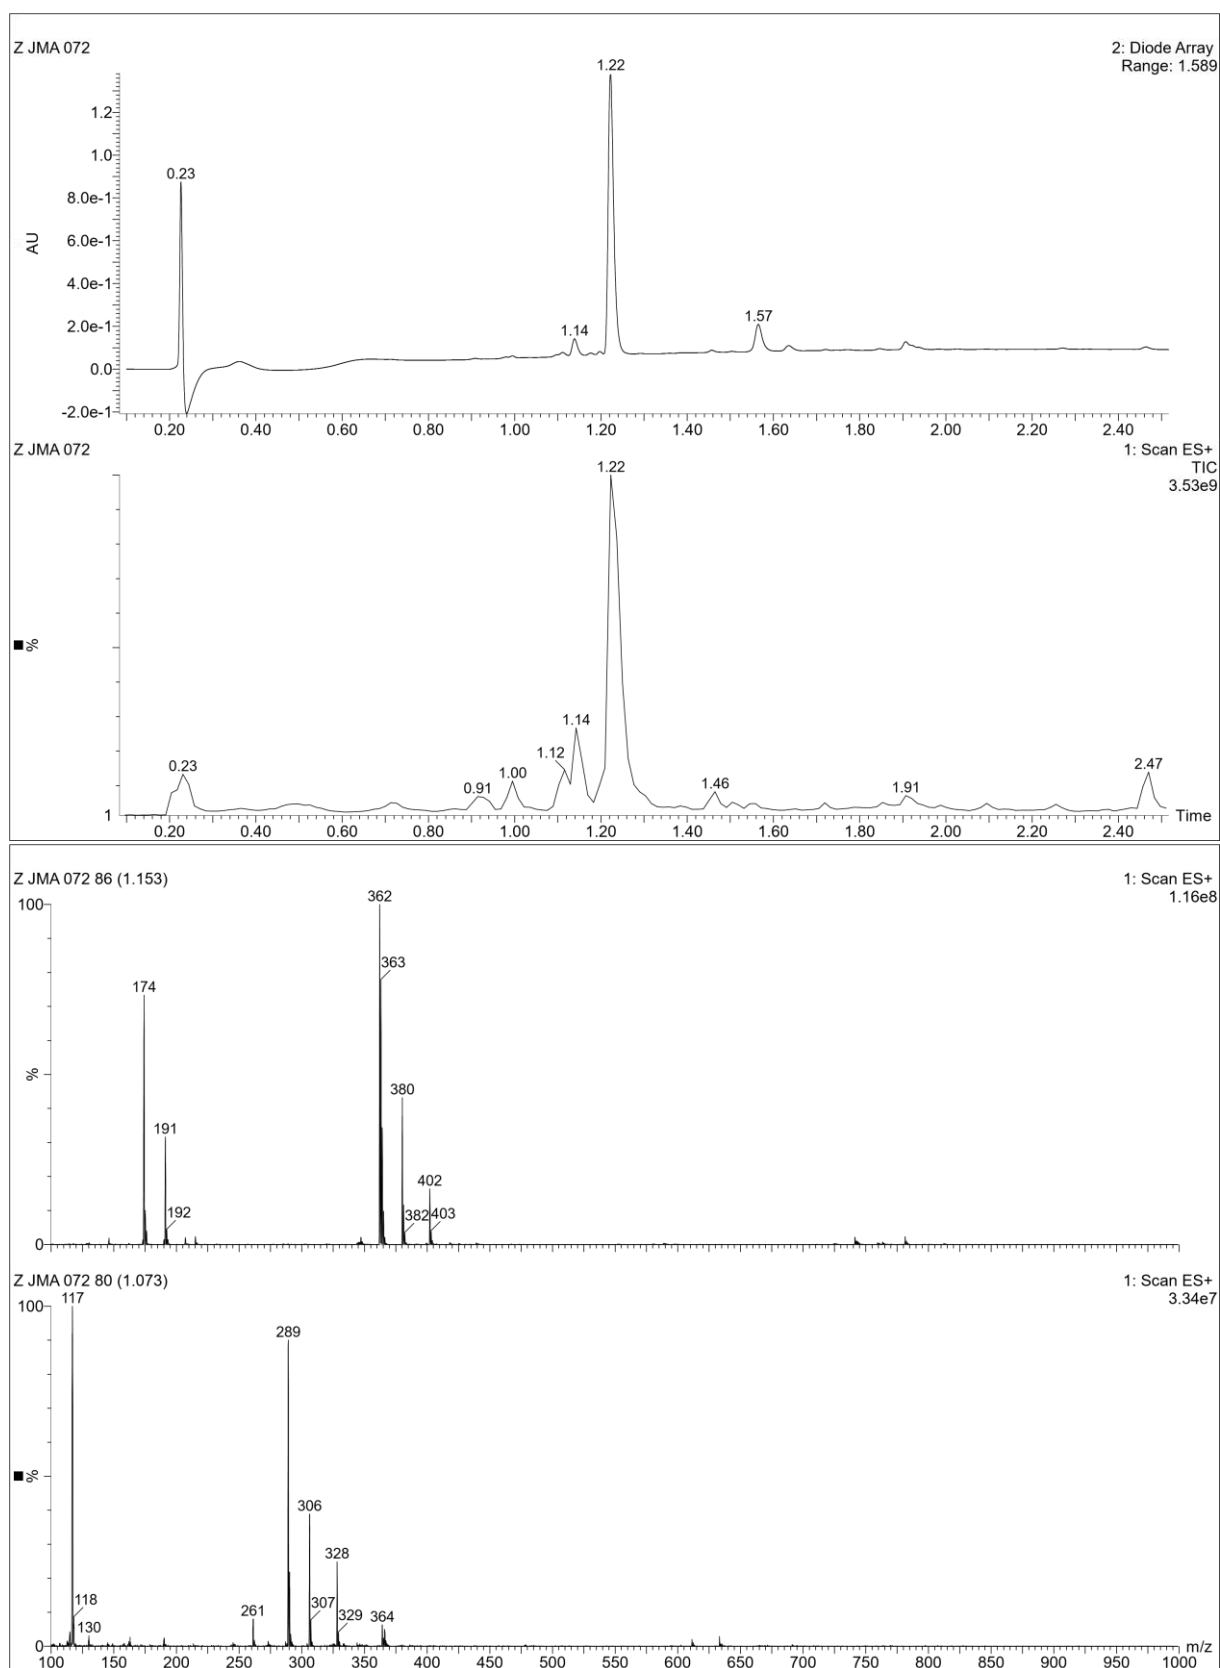 Z JMA 072
2: Diode Array
Range: 1.589
1.22
1.2
1.0
0.23
8.0e-1
6.0e-1
AU
4.0e-1
2.0e-1
1.14
1.57
0.0
-2.0e-1
0.20 0.40 0.60 0.80 1.00 1.20 1.40 1.60 1.80 2.00 2.20 2.40
Z JMA 072
1: Scan ES+
TIC
3.53e9
1.22
%
0.23
0.91
1.00
1.12
1.14
1.46
1.91
2.47
1
Time
0.20 0.40 0.60 0.80 1.00 1.20 1.40 1.60 1.80 2.00 2.20 2.40
Z JMA 072 86 (1.153)
1: Scan ES+
1.16e8
100
362
363
174
%
380
191
402
192
382
403
0
Z JMA 072 80 (1.073)
1: Scan ES+
3.34e7
100
117
289
%
306
328
118
307
261
329
364
130
0
m/z
100 150 200 250 300 350 400 450 500 550 600 650 700 750 800 850 900 950 1000